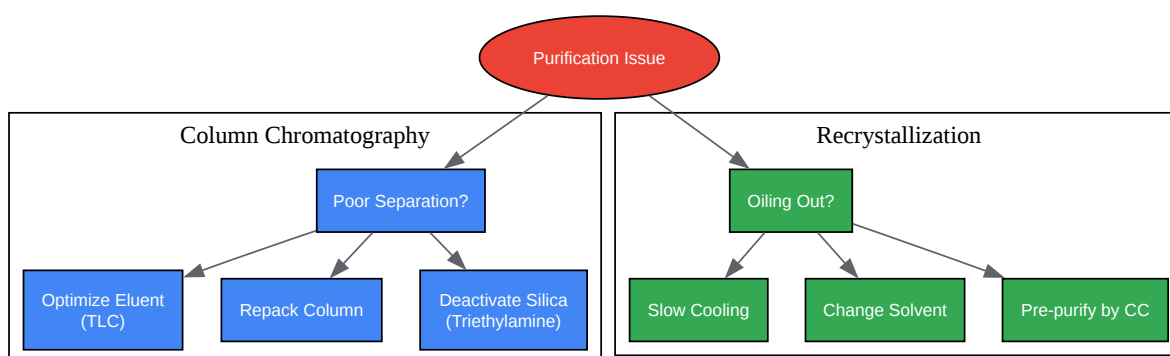 Purification Issue
Column Chromatography
Recrystallization
Poor Separation?
Oiling Out?
Optimize Eluent
(TLC)
Repack Column
Deactivate Silica
(Triethylamine)
Slow Cooling
Change Solvent
Pre-purify by CC